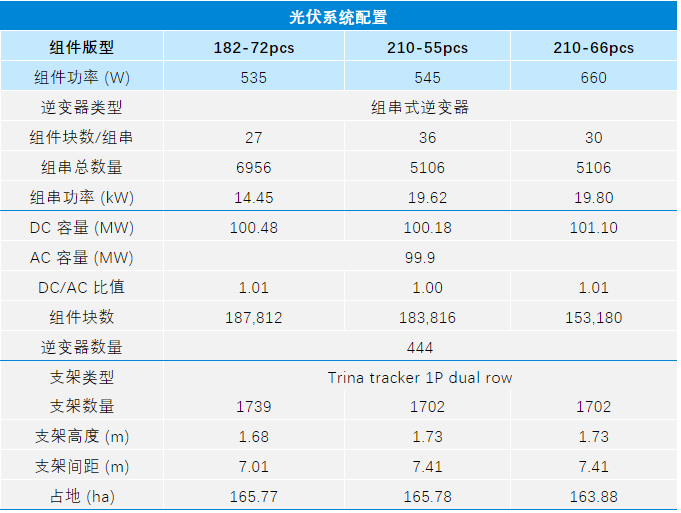 光伏系统配置
组件版型 182-72pcs 210-55pcs 210-66pcs
组件功率 (W) 535 545 660
逆变器类型 组串式逆变器
组件块数/组串 27 36 30
组串总数量 6956 5106 5106
组串功率 (kW) 14.45 19.62 19.80
DC 容量 (MW) 100.48 100.18 101.10
AC 容量 (MW) 99.9
DC/AC 比值 1.01 1.00 1.01
组件块数 187,812 183,816 153,180
逆变器数量 444
支架类型 Trina tracker 1P dual row
支架数量 1739 1702 1702
支架高度 (m) 1.68 1.73 1.73
支架间距 (m) 7.01 7.41 7.41
占地 (ha) 165.77 165.78 163.88